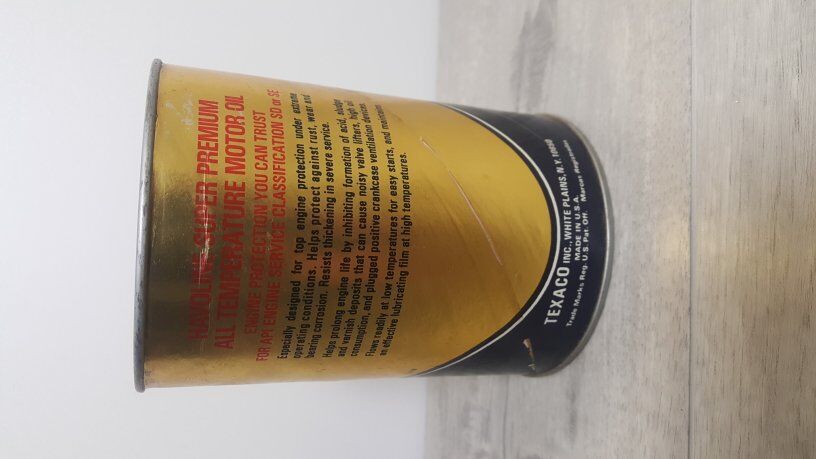 HAVOLINE SUPER PREMIUM
ALL TEMPERATURE MOTOR OIL
ENGINE PROTECTION YOU CAN TRUST
FOR API ENGINE SERVICE CLASSIFICATION SD or SE
Especially designed for top engine protection under extreme
operating conditions. Helps protect against rust, wear and
bearing corrosion. Resists thickening in severe service.
Helps prolong engine life by inhibiting formation of acid, sludge
and varnish deposits that can cause noisy valve lifters, high oil
consumption, and plugged positive crankcase ventilation devices.
Flows readily at low temperatures for easy starts, and maintains
an effective lubricating film at high temperatures.
TEXACO INC., WHITE PLAINS, N.Y. 10650
MADE IN U.S.A.
Trade Marks Reg. U.S. Pat. Off. Marcas Registradas